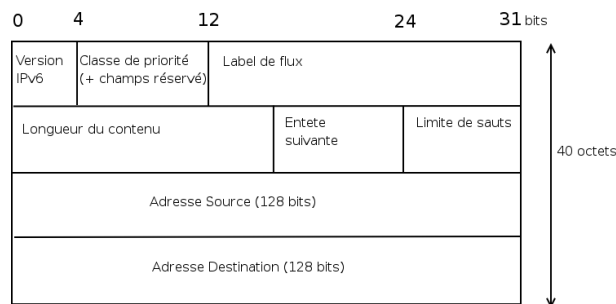 0 4 12 24 31 bits
Version
IPv6
Classe de priorité
(+ champs réservé)
Label de flux
Longueur du contenu
Entete
suivante
Limite de sauts
40 octets
Adresse Source (128 bits)
Adresse Destination (128 bits)